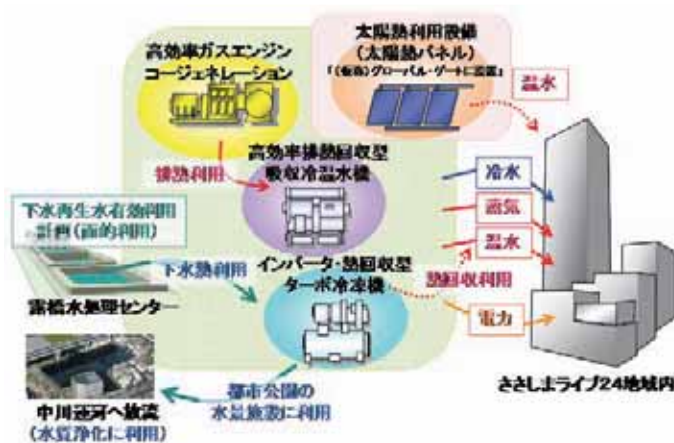 高効率ガスエンジン
コージェネレーション
太陽熱利用設備
(太陽熱パネル)
「(仮称)グローバル・ゲートに設置」
温水
排熱利用
高効率排熱回収型
吸収冷温水機
冷水
蒸気
温水
下水再生水有効利用
計画(面的利用)
下水熱利用
インバータ・熱回収型
ターボ冷凍機
熱回収利用
露橋水処理センター
電力
ささしまライブ24地域内
都市公園の
水景施設に利用
中川運河へ放流
(水質浄化に利用)